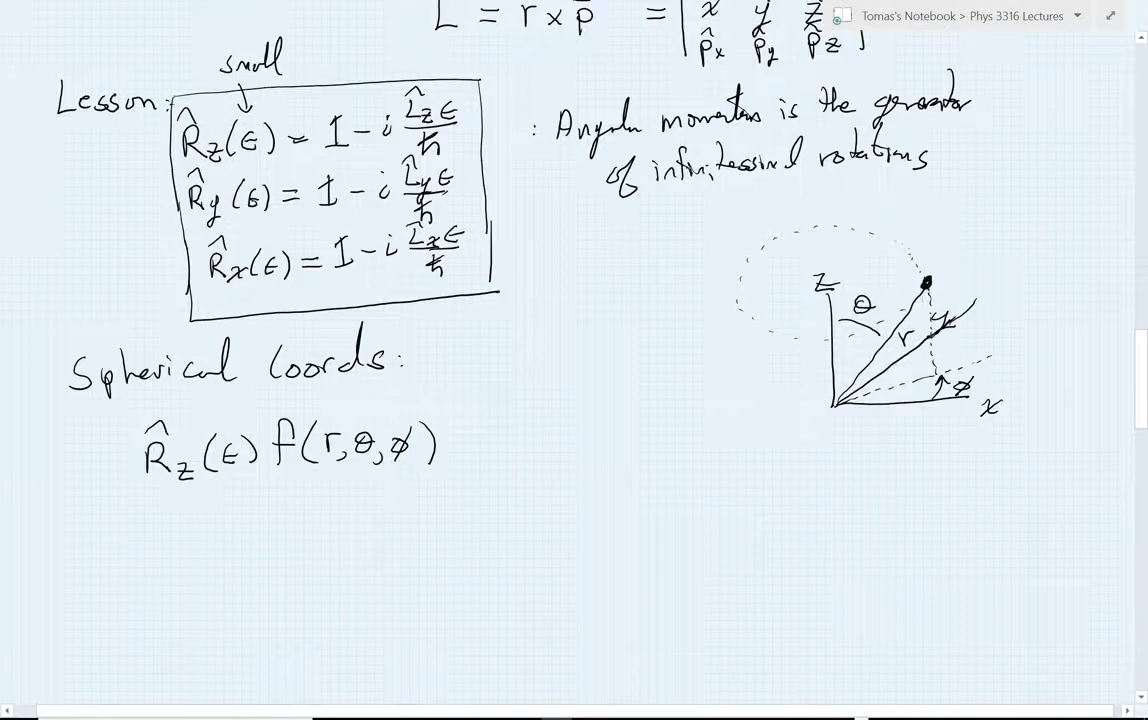 Tomas's Notebook > Phys 3316 Lectures
L = r × p = | x y z
p̂x p̂y p̂z |
small
Lesson:
R̂z(ϵ) = I - i L̂zϵ/ħ
R̂y(ϵ) = I - i L̂yϵ/ħ
R̂x(ϵ) = I - i L̂xϵ/ħ
: Angular momentum is the generator
of infinitessimal rotations
z θ r y ϕ x
Spherical Coords:
R̂z(ϵ) f(r, θ, ϕ)